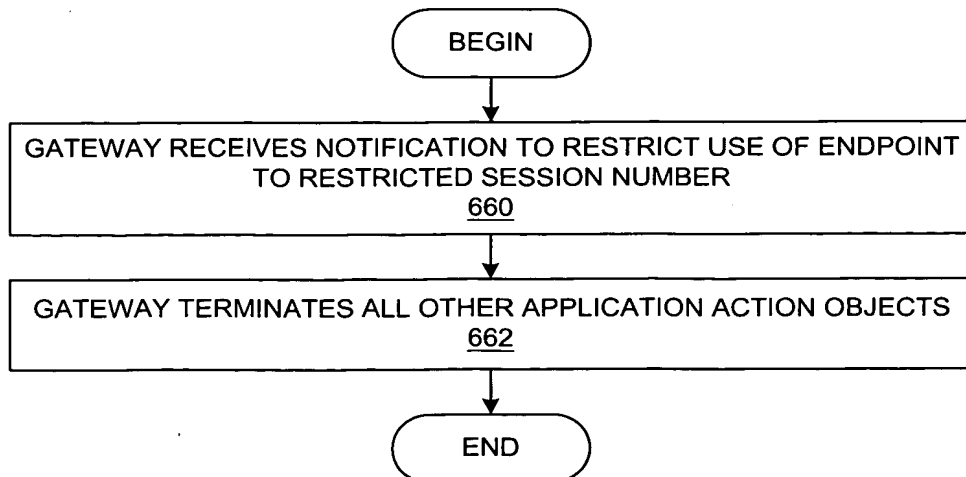 BEGIN
GATEWAY RECEIVES NOTIFICATION TO RESTRICT USE OF ENDPOINT
TO RESTRICTED SESSION NUMBER
660
GATEWAY TERMINATES ALL OTHER APPLICATION ACTION OBJECTS
662
END